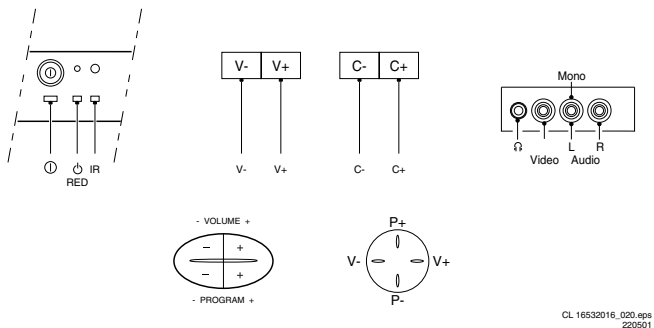 V- V+ C- C+
Mono
IR
RED
V- V+ C- C+
L R
Video Audio
- VOLUME +
- +
- +
- PROGRAM +
P+
V- V+
P-
CL 16532016_020.eps
220501